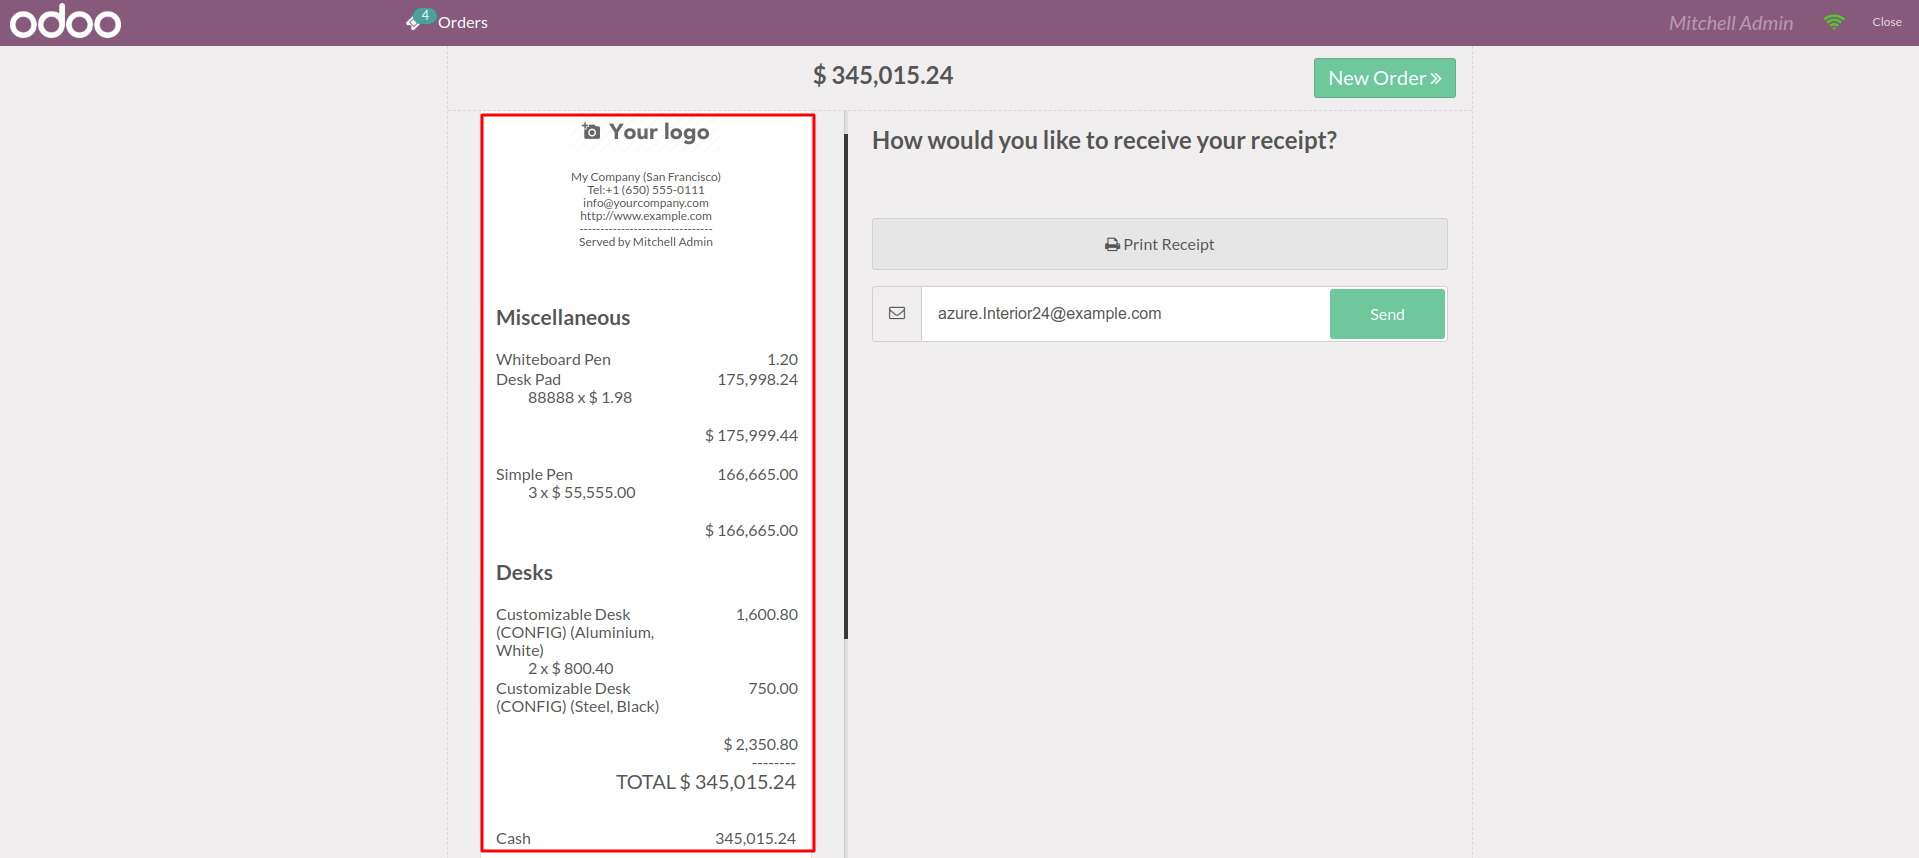 odoo
4
Orders
Mitchell Admin
Close
$ 345,015.24
New Order
Your logo
My Company (San Francisco)
Tel:+1 (650) 555-0111
info@yourcompany.com
http://www.example.com
--------------------------------
Served by Mitchell Admin
Miscellaneous
Whiteboard Pen 1.20
Desk Pad 175,998.24
88888 x $ 1.98
$ 175,999.44
Simple Pen 166,665.00
3 x $ 55,555.00
$ 166,665.00
Desks
Customizable Desk 1,600.80
(CONFIG) (Aluminium,
White)
2 x $ 800.40
Customizable Desk 750.00
(CONFIG) (Steel, Black)
$ 2,350.80
--------
TOTAL $ 345,015.24
Cash 345,015.24
How would you like to receive your receipt?
Print Receipt
azure.Interior24@example.com
Send